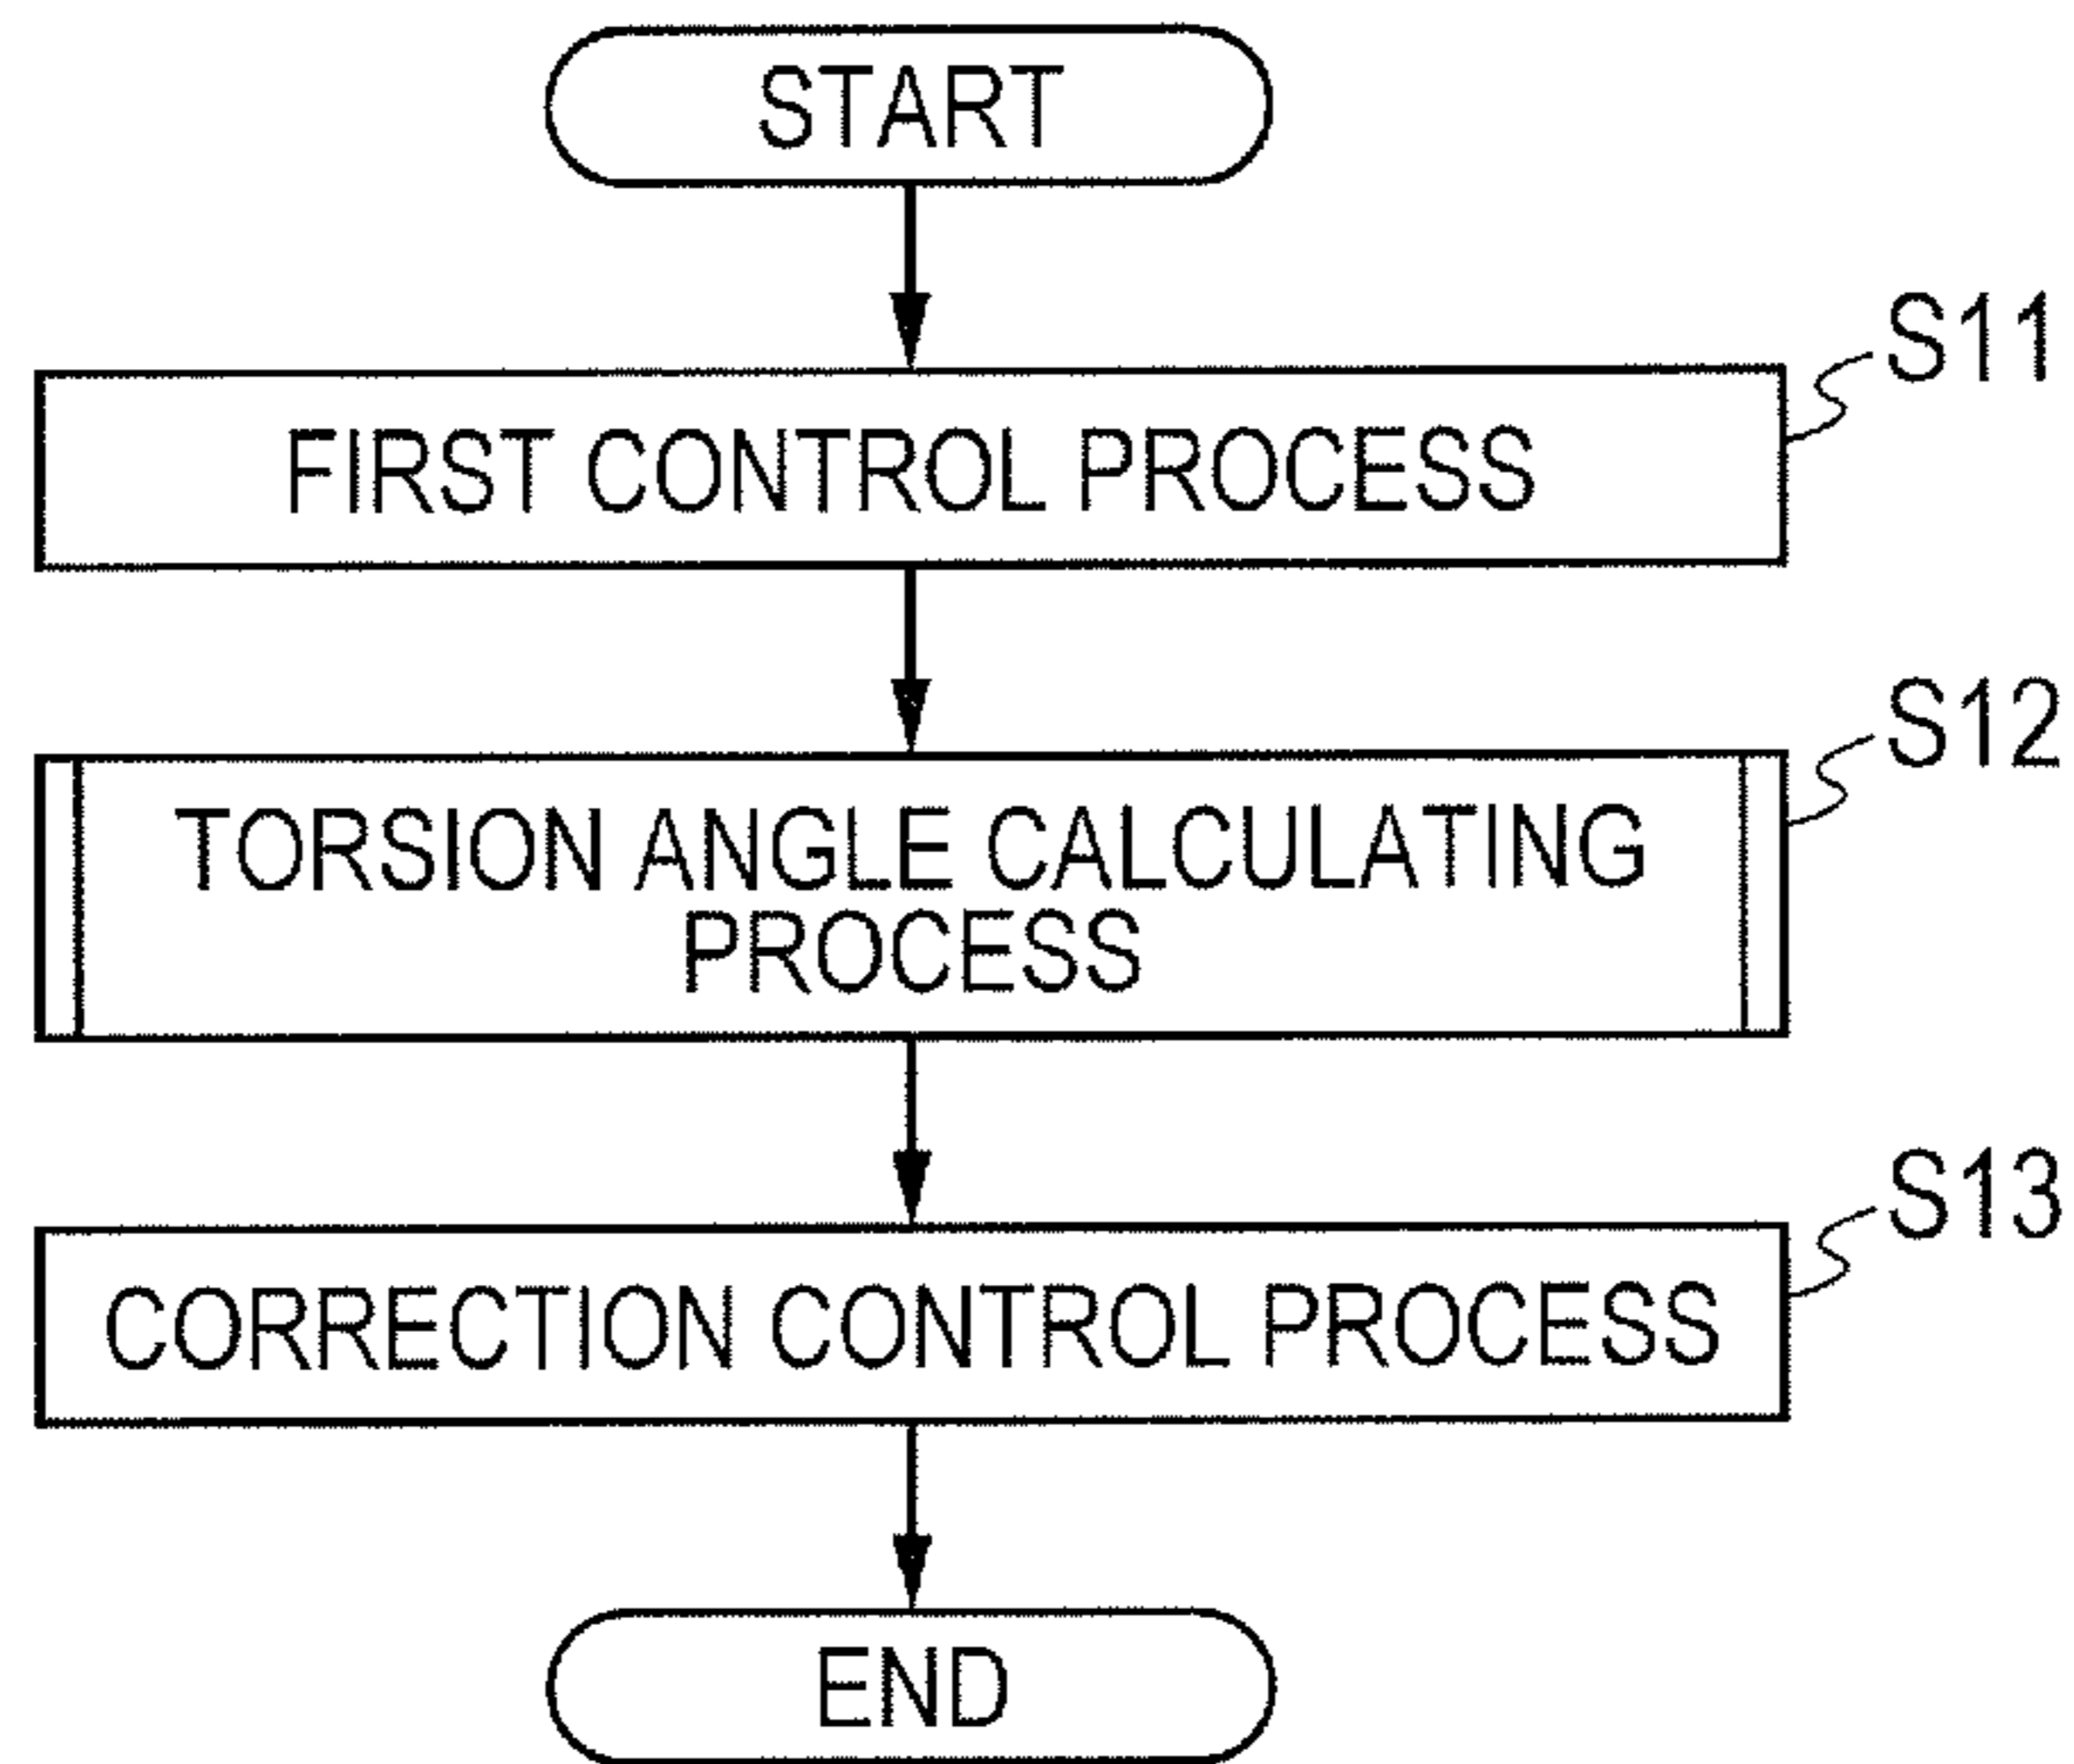 START
S11
FIRST CONTROL PROCESS
S12
TORSION ANGLE CALCULATING
PROCESS
S13
CORRECTION CONTROL PROCESS
END